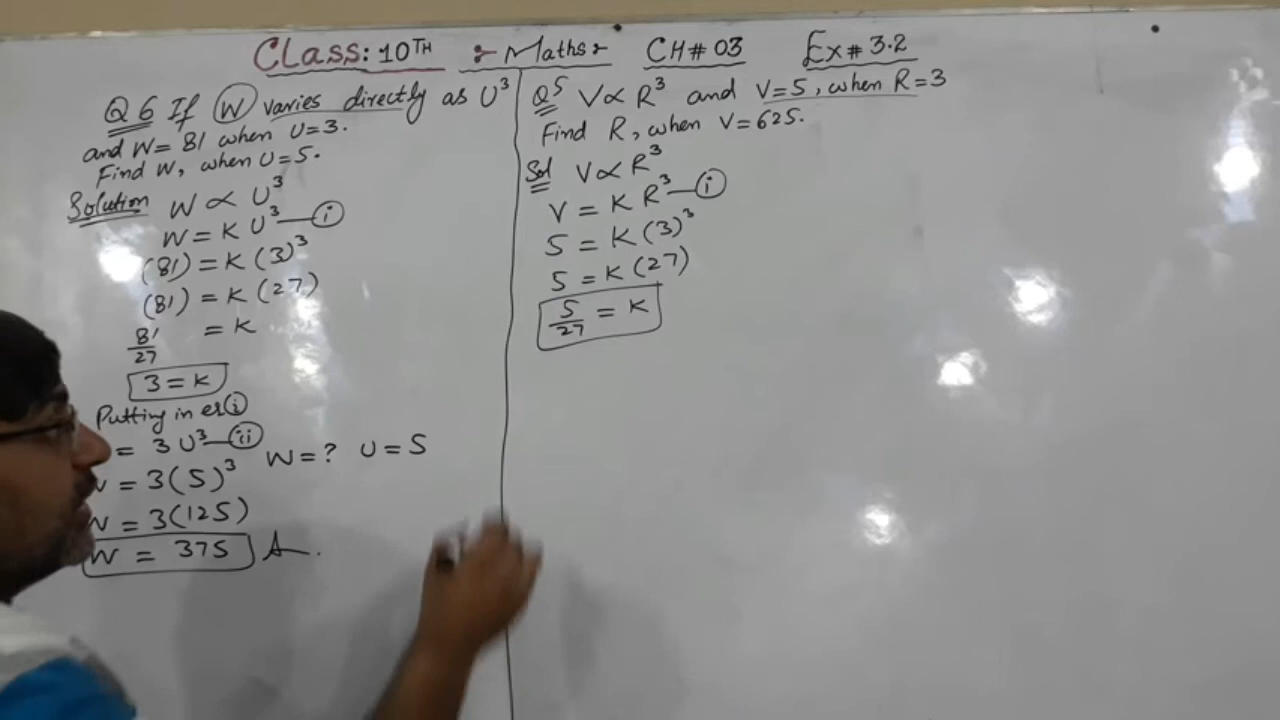 Class: 10TH :- Maths:- CH# 03 Ex# 3.2
Q 6 If W varies directly as U³
and W = 81 when U = 3.
Find W, when U = 5.
Solution W ∝ U³
W = K U³ — (i)
(81) = K (3)³
(81) = K (27)
81/27 = K
3 = K
Putting in eq (i)
= 3 U³ — (ii)
W = ? U = 5
W = 3(5)³
W = 3(125)
W = 375 A.
Q5 V ∝ R³ and V = 5, when R = 3
Find R, when V = 625.
Sol V ∝ R³
V = K R³ — (i)
5 = K (3)³
5 = K (27)
5/27 = K